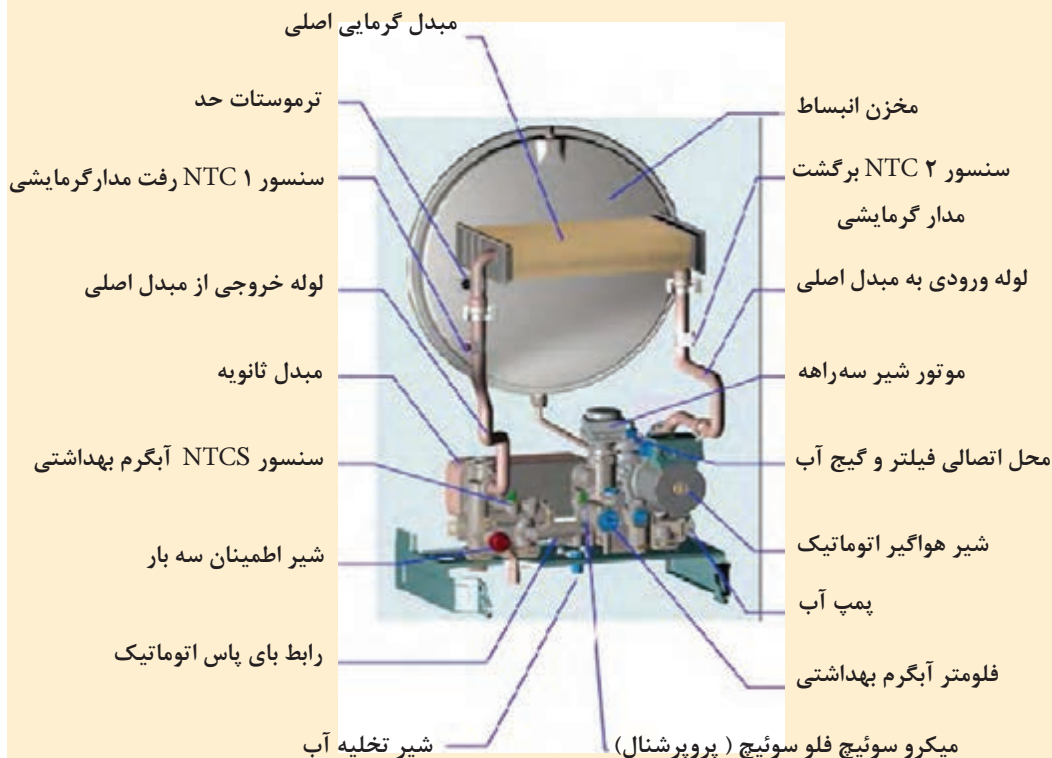 مبدل گرمایی اصلی
مخزن انبساط
سنسور NTC ۲ برگشت
مدار گرمایشی
لوله ورودی به مبدل اصلی
موتور شیر سه‌راهه
محل اتصالی فیلتر و گیج آب
شیر هواگیر اتوماتیک
پمپ آب
فلومتر آبگرم بهداشتی
میکرو سوئیچ فلو سوئیچ ( پروپرشنال)
ترموستات حد
سنسور NTC ۱ رفت مدارگرمایشی
لوله خروجی از مبدل اصلی
مبدل ثانویه
سنسور NTCS آبگرم بهداشتی
شیر اطمینان سه بار
رابط بای پاس اتوماتیک
شیر تخلیه آب